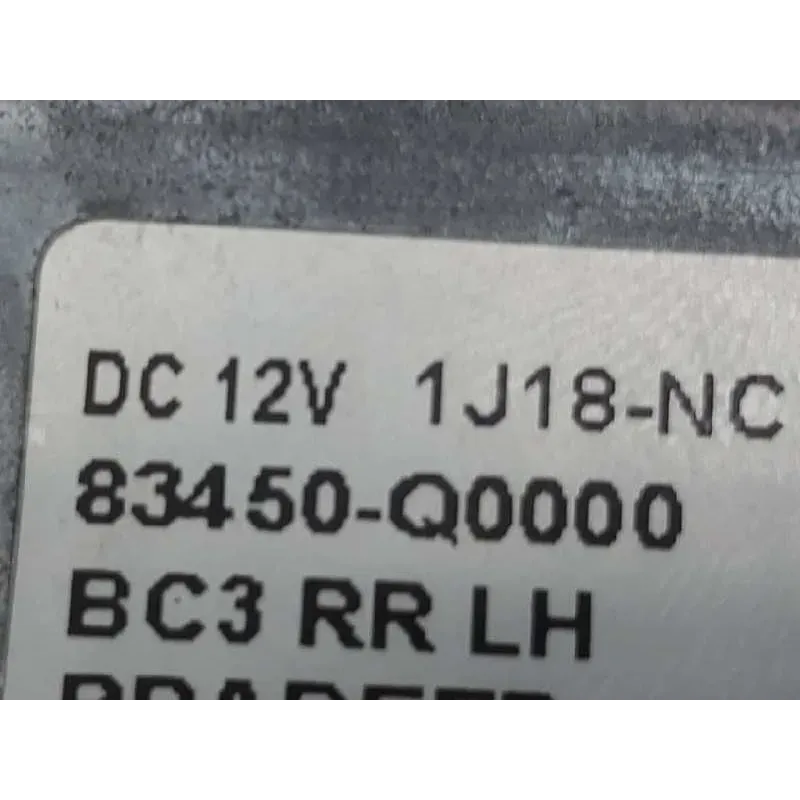 DC 12V 1J18-NC
83450-Q0000
BC3 RR LH